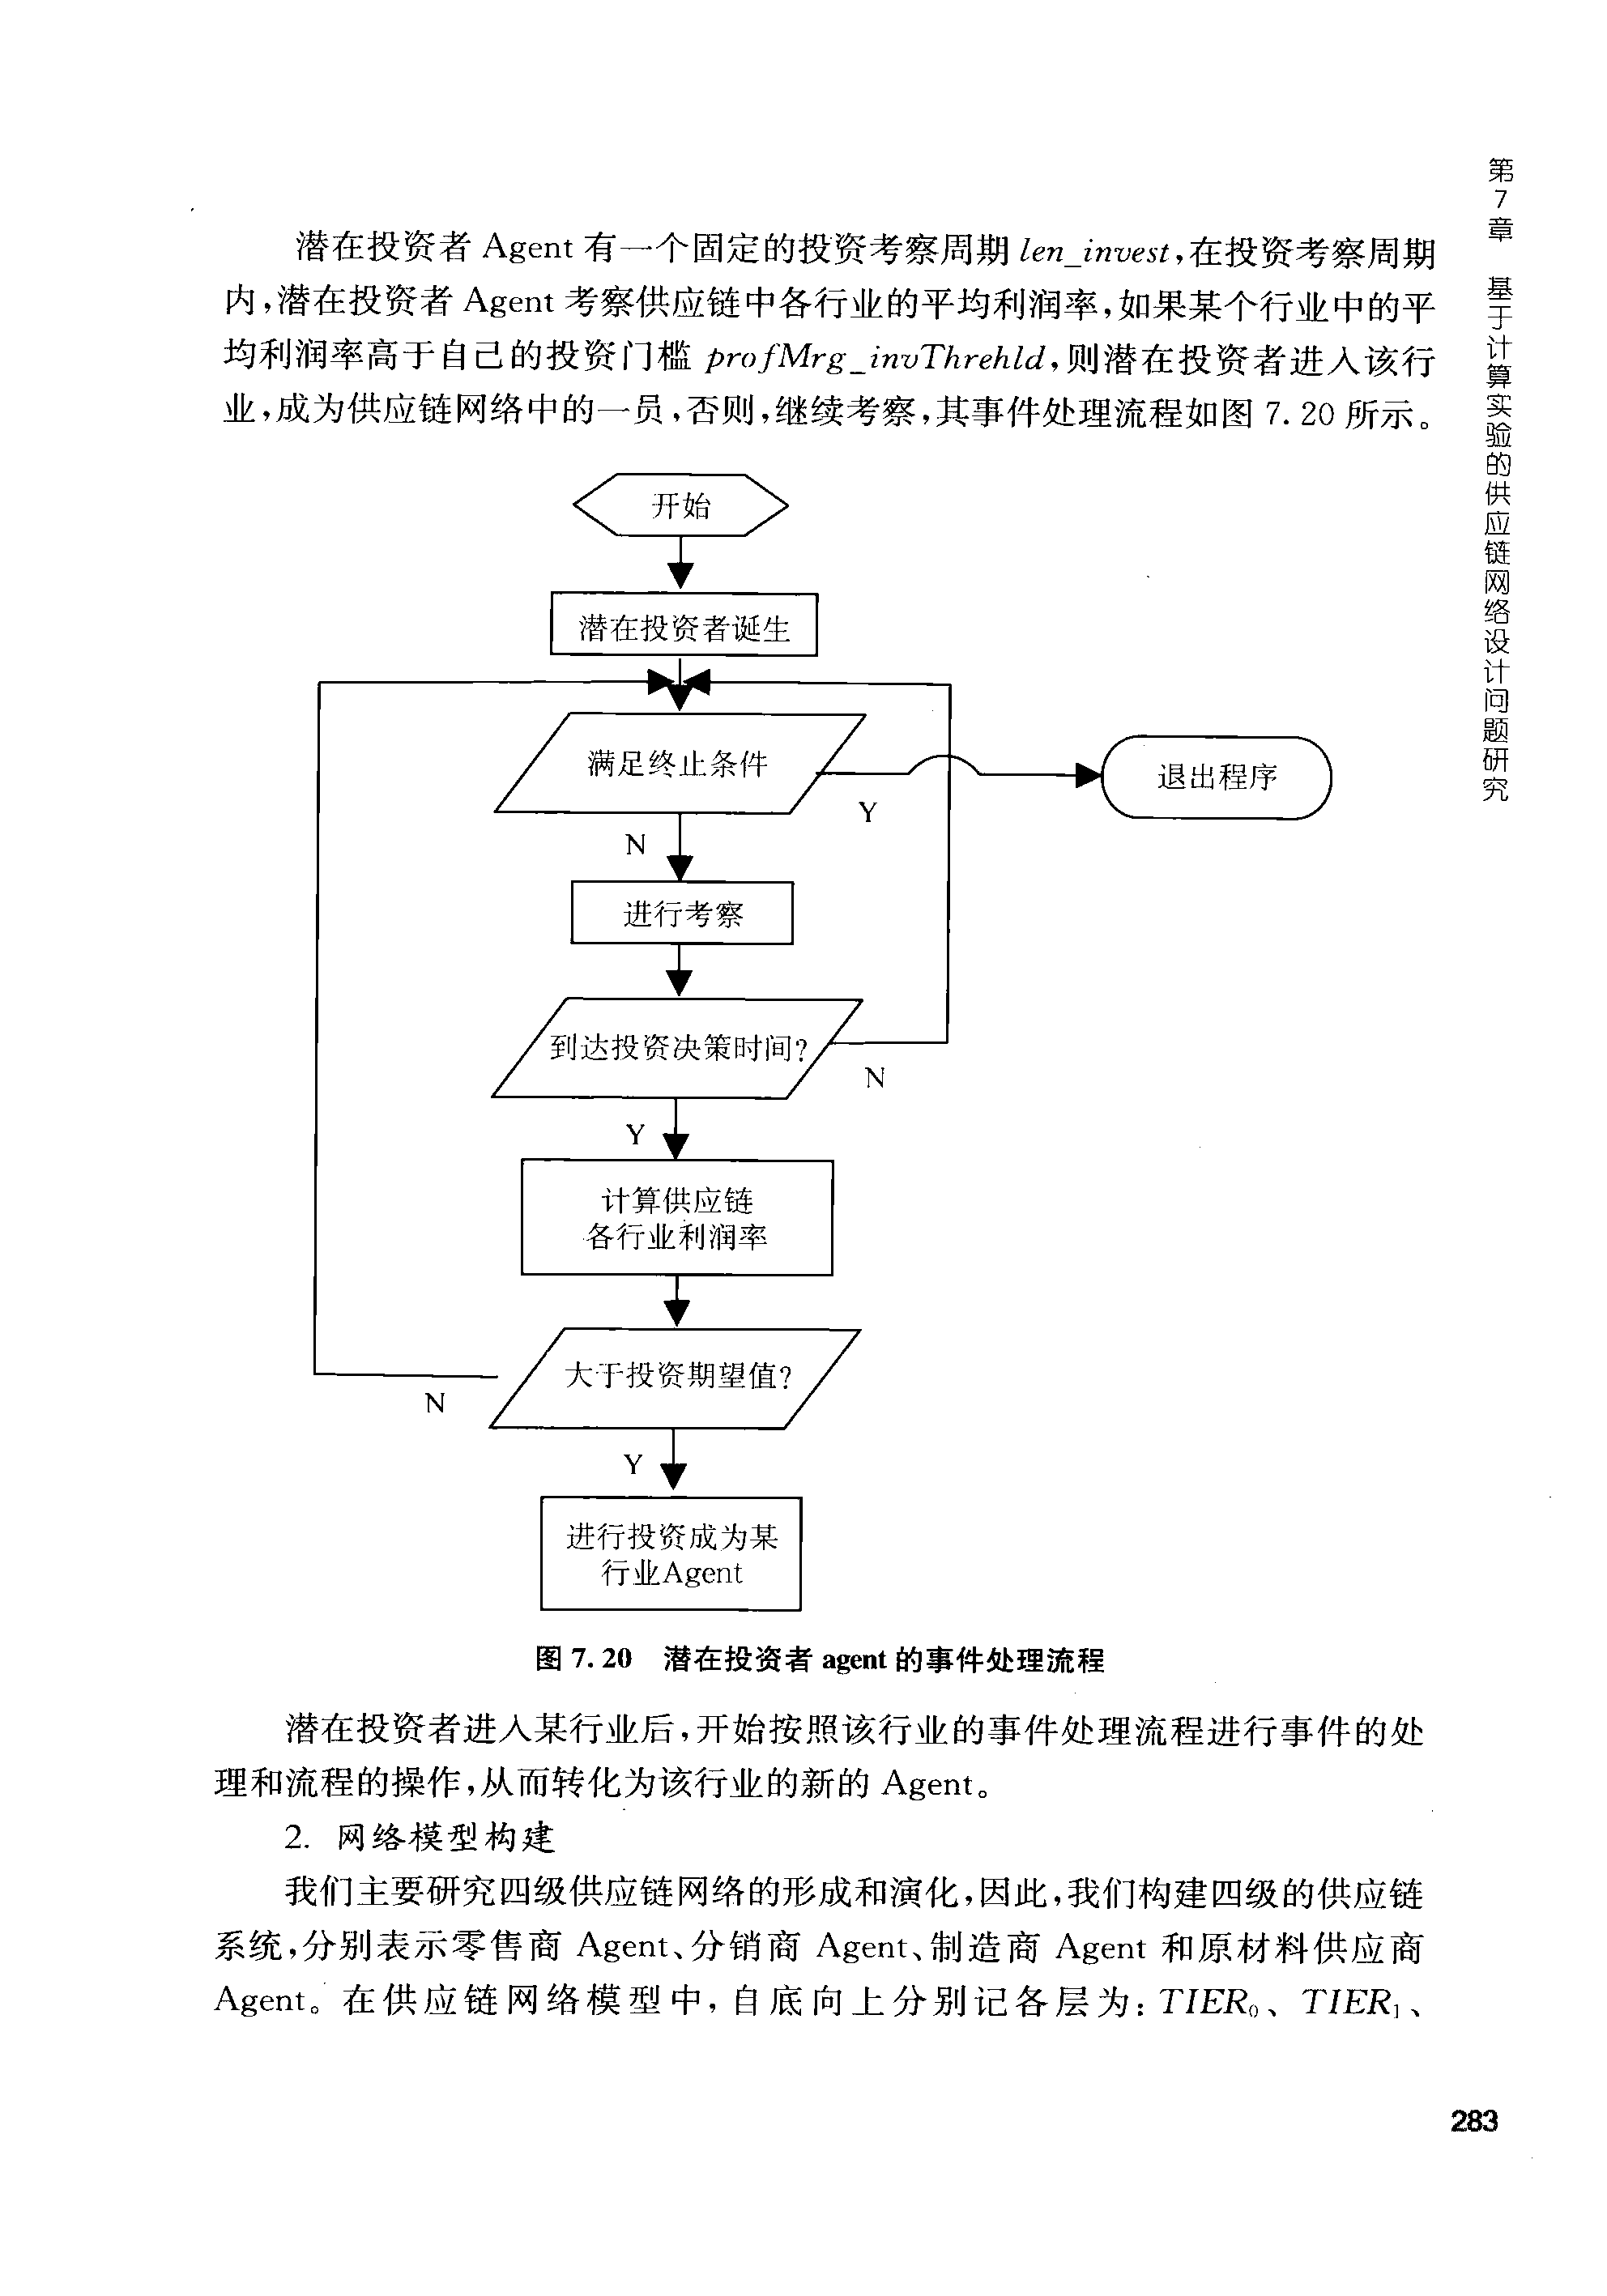 第7章 基于计算实验的供应链网络设计问题研究
潜在投资者 Agent 有一个固定的投资考察周期 len_invest,在投资考察周期
内,潜在投资者 Agent 考察供应链中各行业的平均利润率,如果某个行业中的平
均利润率高于自己的投资门槛 profMrg_invThrehld,则潜在投资者进入该行
业,成为供应链网络中的一员,否则,继续考察,其事件处理流程如图 7.20 所示。
开始
潜在投资者诞生
满足终止条件
Y
退出程序
N
进行考察
到达投资决策时间?
N
Y
计算供应链
各行业利润率
大于投资期望值?
N
Y
进行投资成为某
行业Agent
图 7.20 潜在投资者 agent 的事件处理流程
潜在投资者进入某行业后,开始按照该行业的事件处理流程进行事件的处
理和流程的操作,从而转化为该行业的新的 Agent。
2. 网络模型构建
我们主要研究四级供应链网络的形成和演化,因此,我们构建四级的供应链
系统,分别表示零售商 Agent、分销商 Agent、制造商 Agent 和原材料供应商
Agent。在供应链网络模型中,自底向上分别记各层为:TIER₀、TIER₁、
283